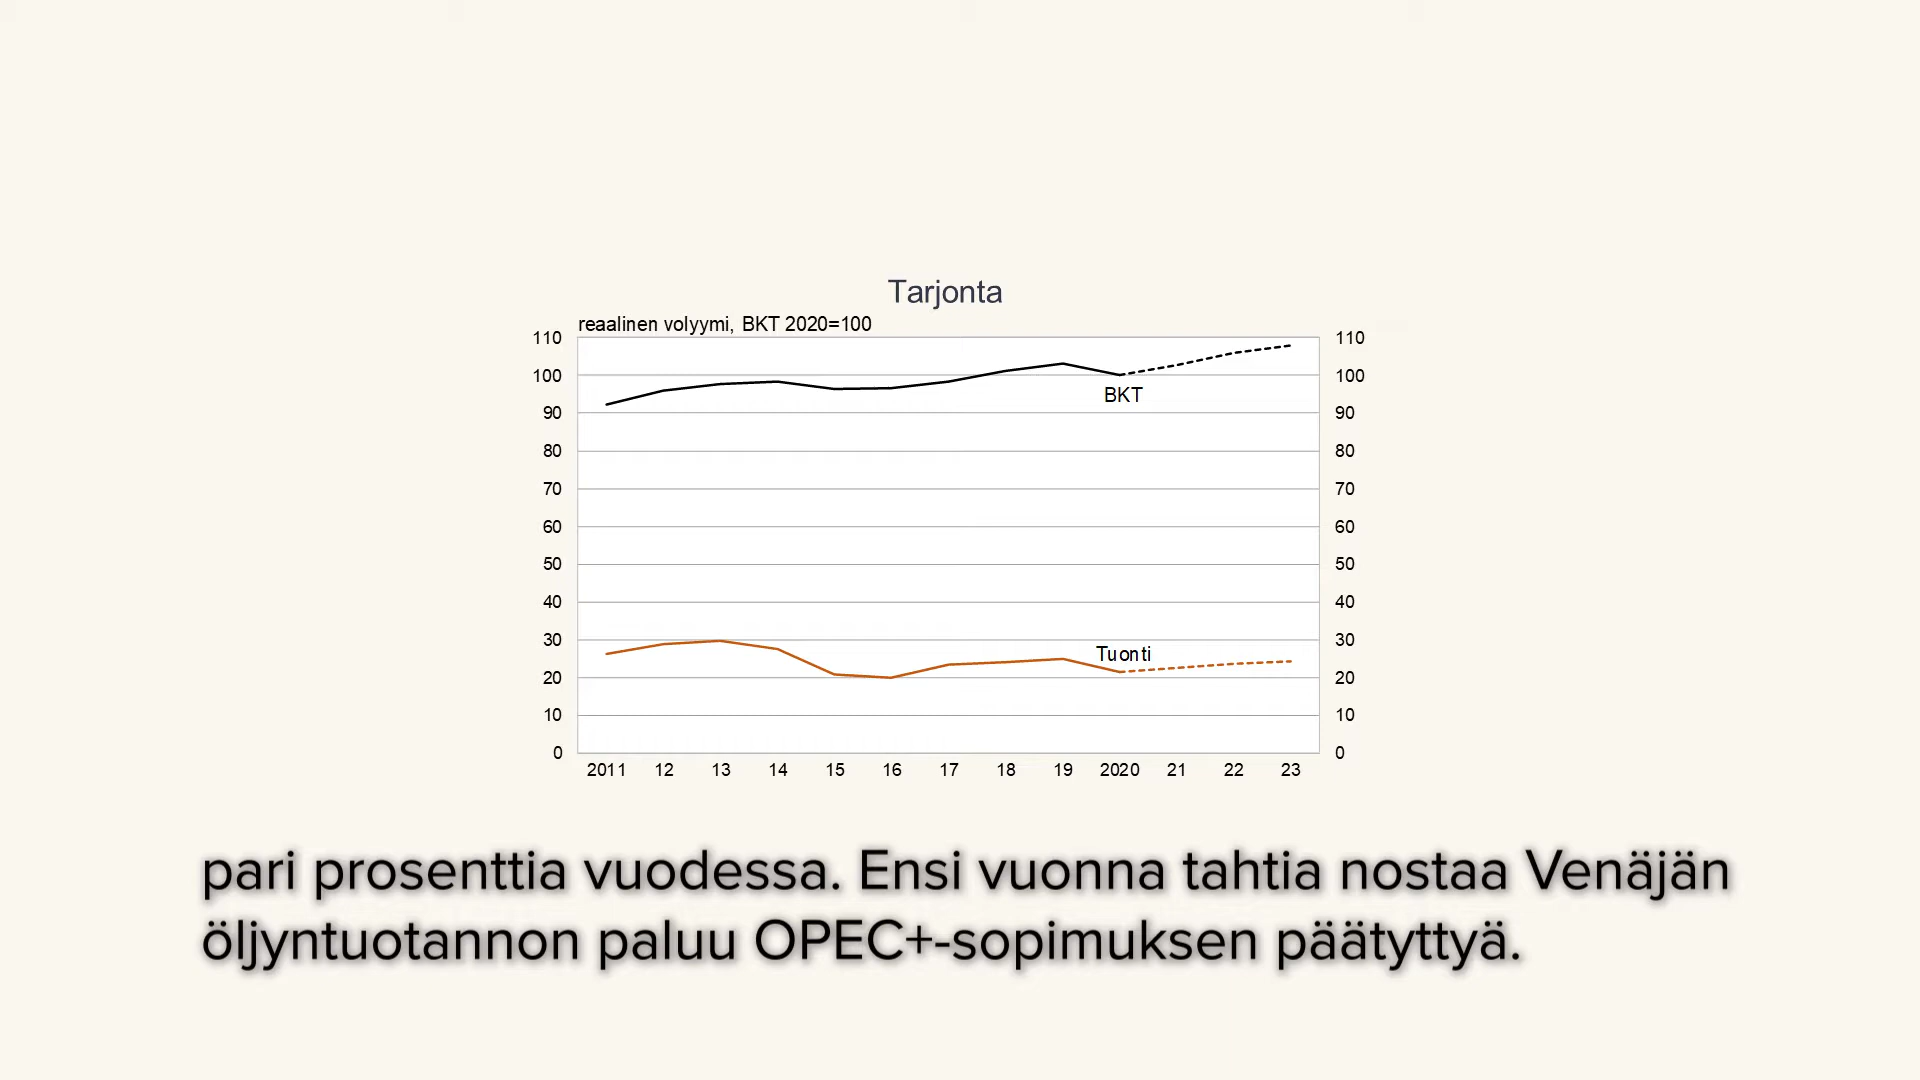 Tarjonta
reaalinen volyymi, BKT 2020=100
110 110
100 100
BKT
90 90
80 80
70 70
60 60
50 50
40 40
30 30
Tuonti
20 20
10 10
0 0
2011 12 13 14 15 16 17 18 19 2020 21 22 23
pari prosenttia vuodessa. Ensi vuonna tahtia nostaa Venäjän
öljyntuotannon paluu OPEC+-sopimuksen päätyttyä.